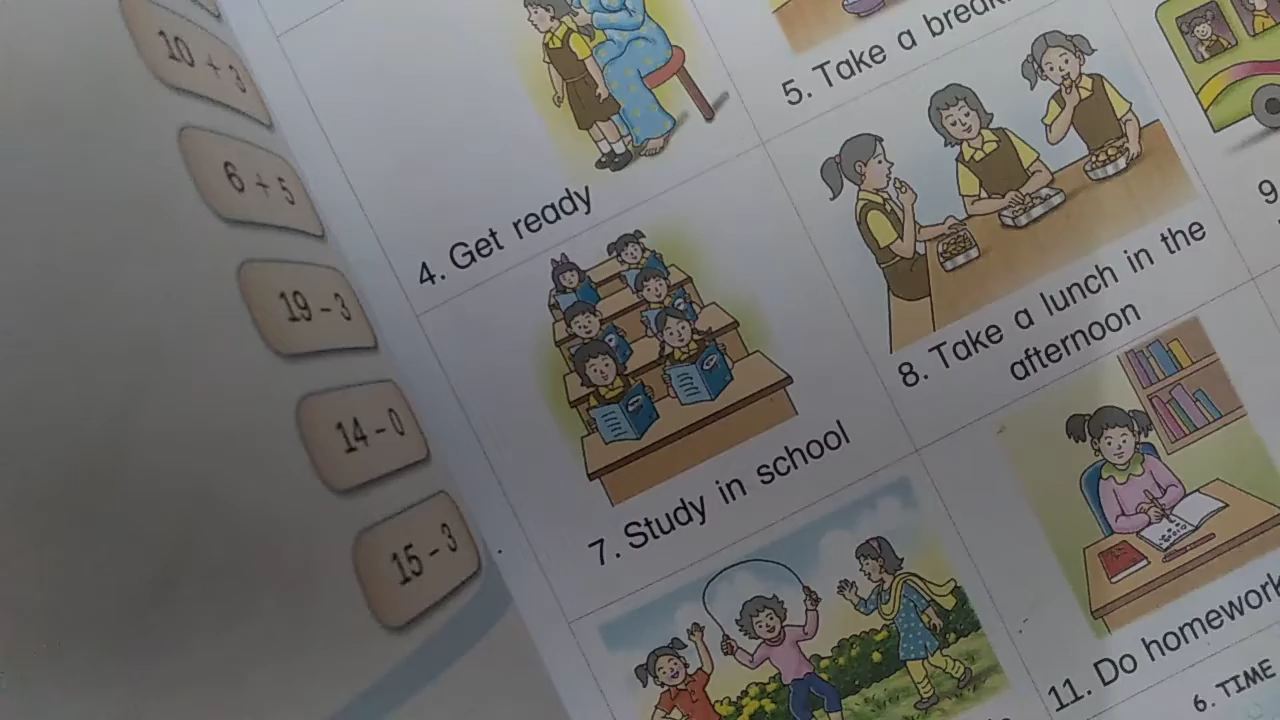 10 + 3
6 + 5
19 - 3
14 - 0
15 - 3
4. Get ready
5. Take a break
7. Study in school
8. Take a lunch in the
afternoon
9
11. Do homework
6. TIME